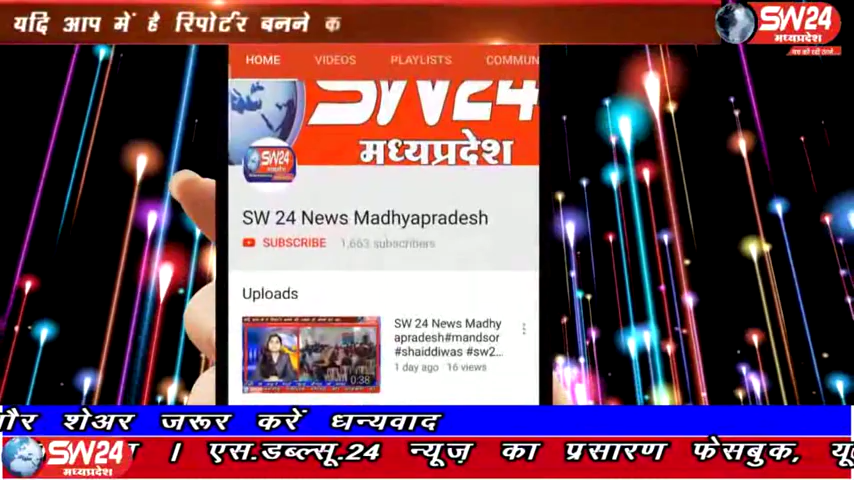 यदि आप में है रिपोर्टर बनने क
SW24
मध्यप्रदेश
HOME VIDEOS PLAYLISTS COMMUN
SW24
मध्यप्रदेश
SW24
SW 24 News Madhyapradesh
SUBSCRIBE 1,663 subscribers
Uploads
SW 24 News Madhy
apradesh#mandsor
#shaiddiwas #sw2...
1 day ago 16 views
0:38
और शेअर जरूर करें धन्यवाद
SW24
मध्यप्रदेश
। एस.डब्ल्सू.24 न्यूज़ का प्रसारण फेसबुक, यू